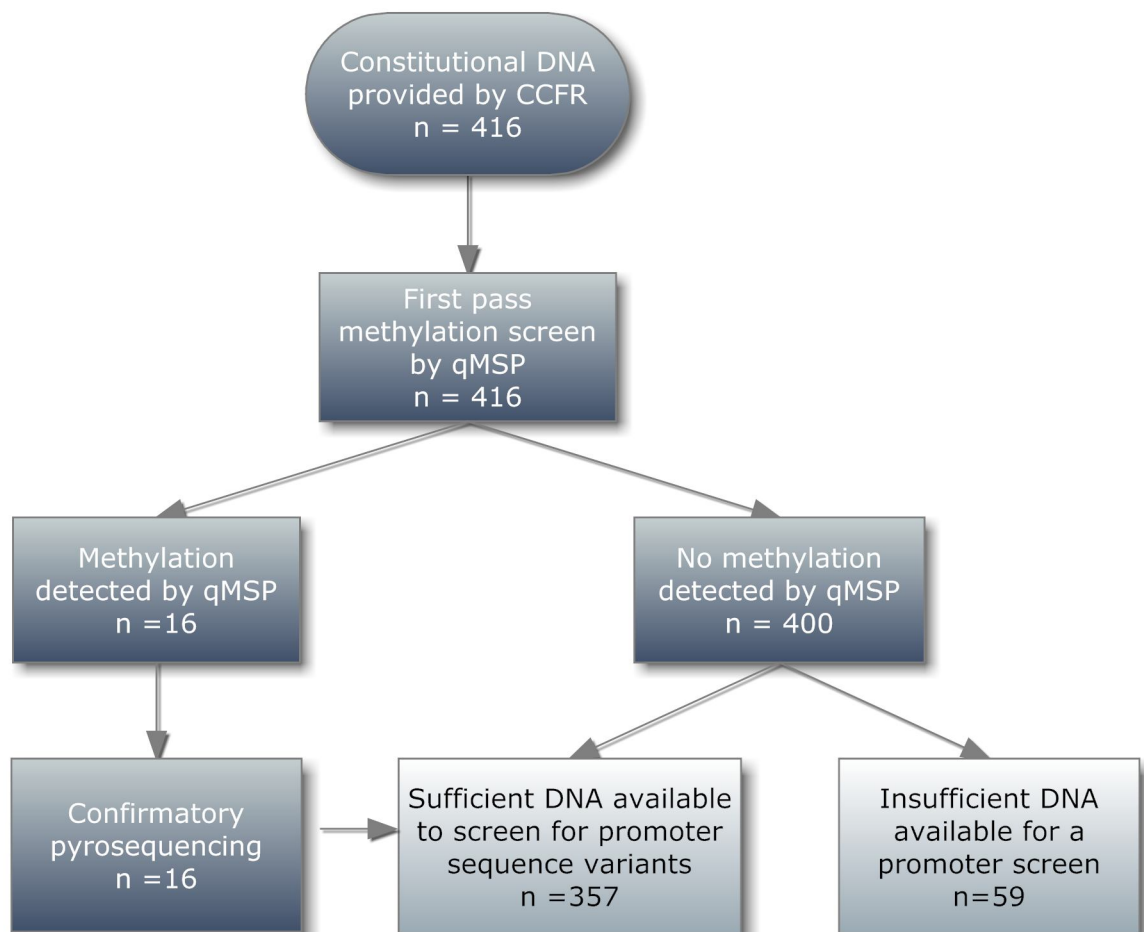 Constitutional DNA
provided by CCFR
n = 416
First pass
methylation screen
by qMSP
n = 416
Methylation
detected by qMSP
n =16
No methylation
detected by qMSP
n = 400
Confirmatory
pyrosequencing
n =16
Sufficient DNA available
to screen for promoter
sequence variants
n =357
Insufficient DNA
available for a
promoter screen
n=59